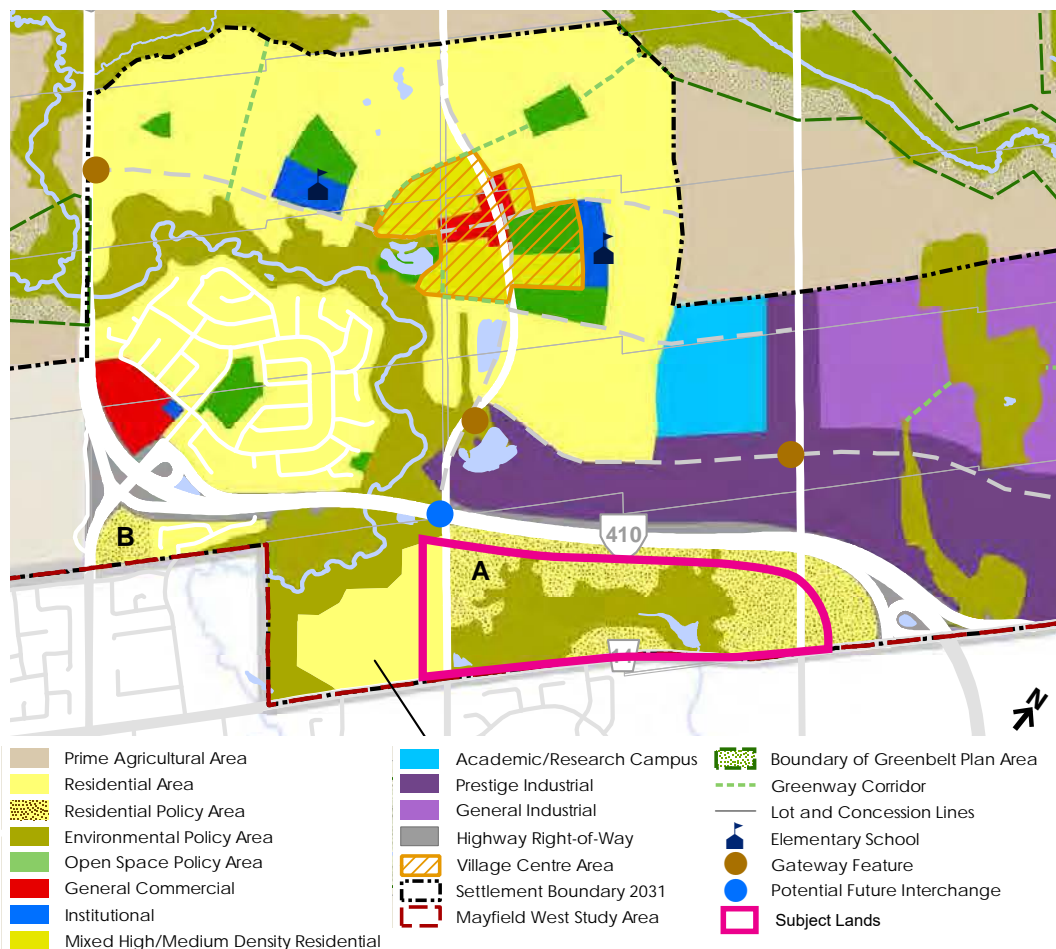 410
A
B
N
Prime Agricultural Area
Residential Area
Residential Policy Area
Environmental Policy Area
Open Space Policy Area
General Commercial
Institutional
Mixed High/Medium Density Residential
Academic/Research Campus
Prestige Industrial
General Industrial
Highway Right-of-Way
Village Centre Area
Settlement Boundary 2031
Mayfield West Study Area
Boundary of Greenbelt Plan Area
Greenway Corridor
Lot and Concession Lines
Elementary School
Gateway Feature
Potential Future Interchange
Subject Lands